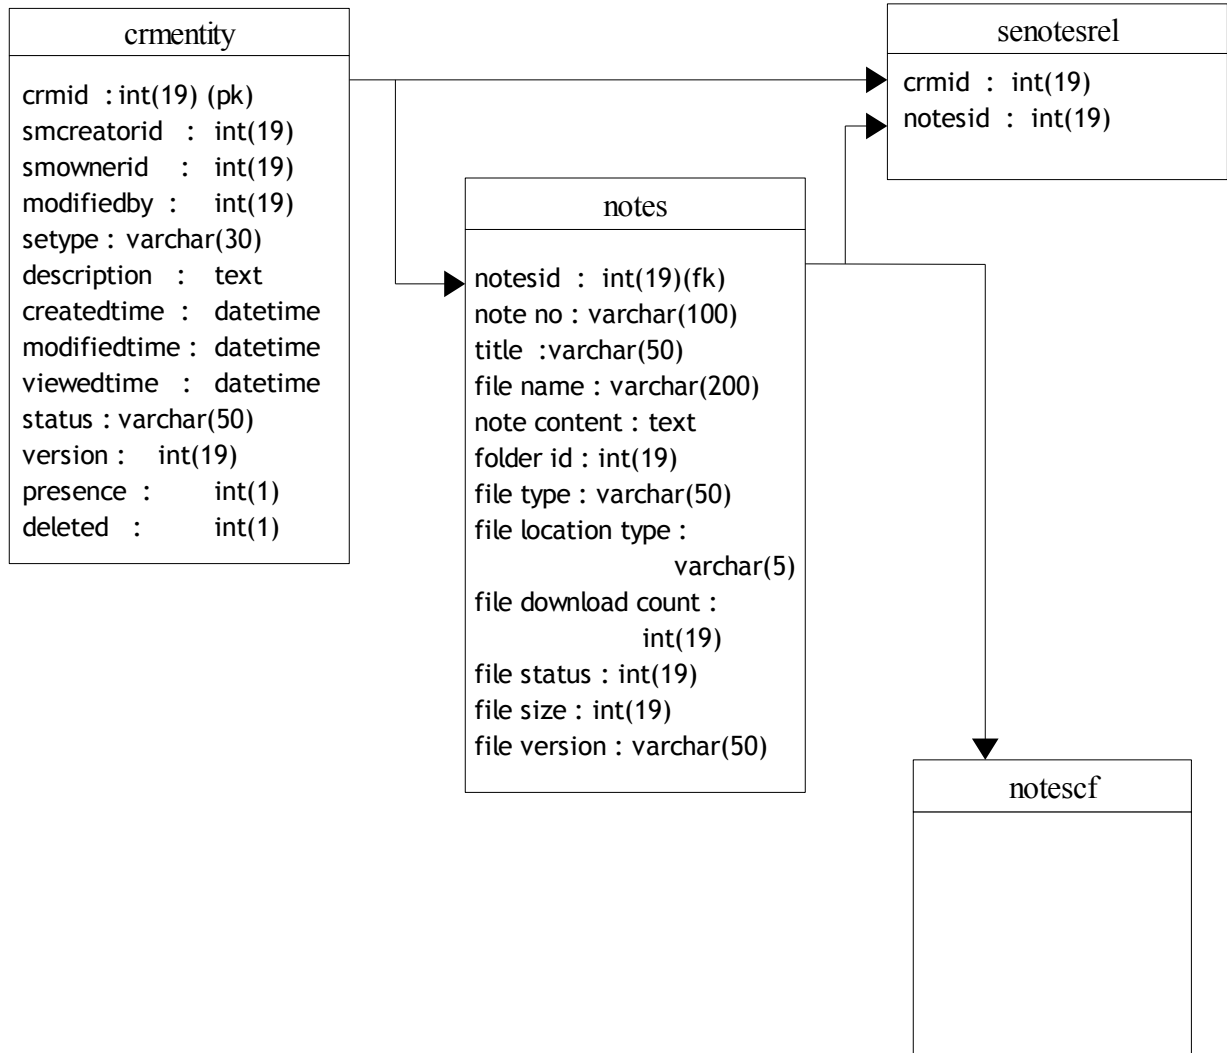 crmentity
crmid : int(19) (pk)
smcreatorid : int(19)
smownerid : int(19)
modifiedby : int(19)
setype : varchar(30)
description : text
createdtime : datetime
modifiedtime : datetime
viewedtime : datetime
status : varchar(50)
version : int(19)
presence : int(1)
deleted : int(1)
notes
notesid : int(19)(fk)
note no : varchar(100)
title :varchar(50)
file name : varchar(200)
note content : text
folder id : int(19)
file type : varchar(50)
file location type :
varchar(5)
file download count :
int(19)
file status : int(19)
file size : int(19)
file version : varchar(50)
senotesrel
crmid : int(19)
notesid : int(19)
notescf